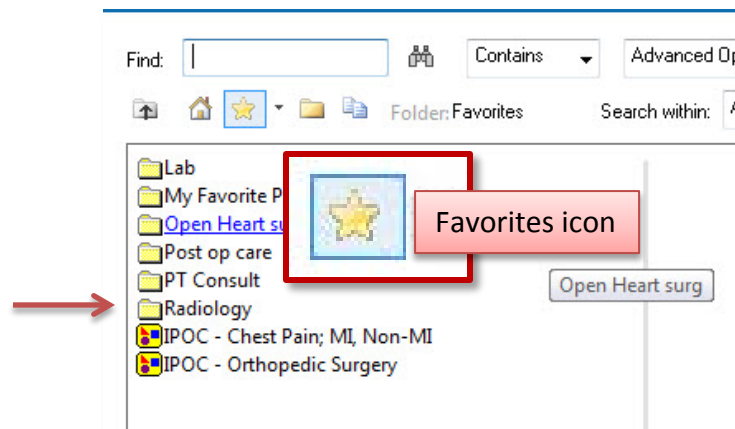 Find: Contains Advanced Op
Folder: Favorites Search within: A
Lab
My Favorite P
Open Heart su
Post op care
PT Consult
Radiology
IPOC - Chest Pain; MI, Non-MI
IPOC - Orthopedic Surgery
Favorites icon
Open Heart surg